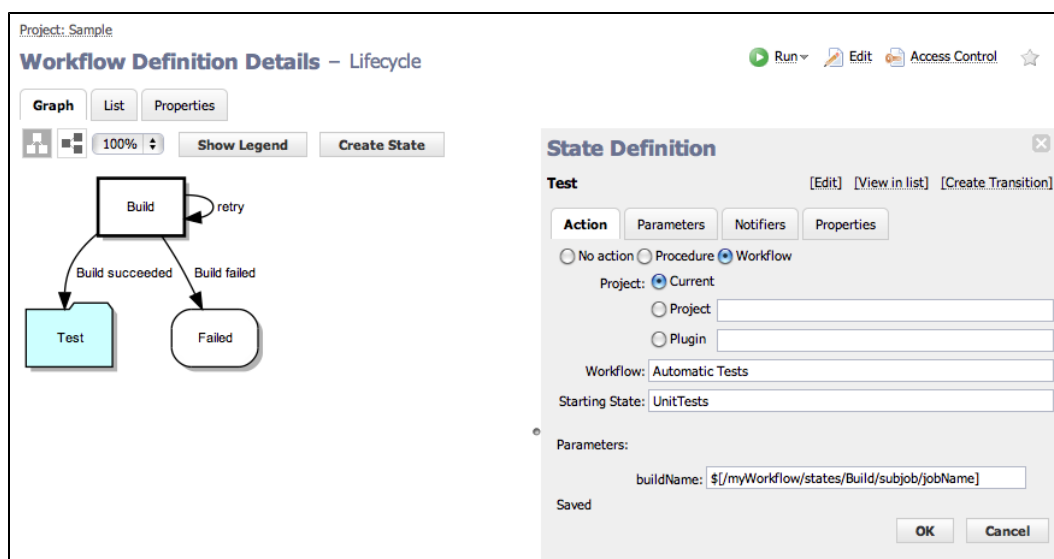 Project: Sample
Workflow Definition Details – Lifecycle
Run Edit Access Control
Graph List Properties
100% Show Legend Create State
Build
retry
Build succeeded Build failed
Test Failed
State Definition
Test [Edit] [View in list] [Create Transition]
Action Parameters Notifiers Properties
No action Procedure Workflow
Project: Current
Project
Plugin
Workflow: Automatic Tests
Starting State: UnitTests
Parameters:
buildName: $[/myWorkflow/states/Build/subjob/jobName]
Saved
OK Cancel